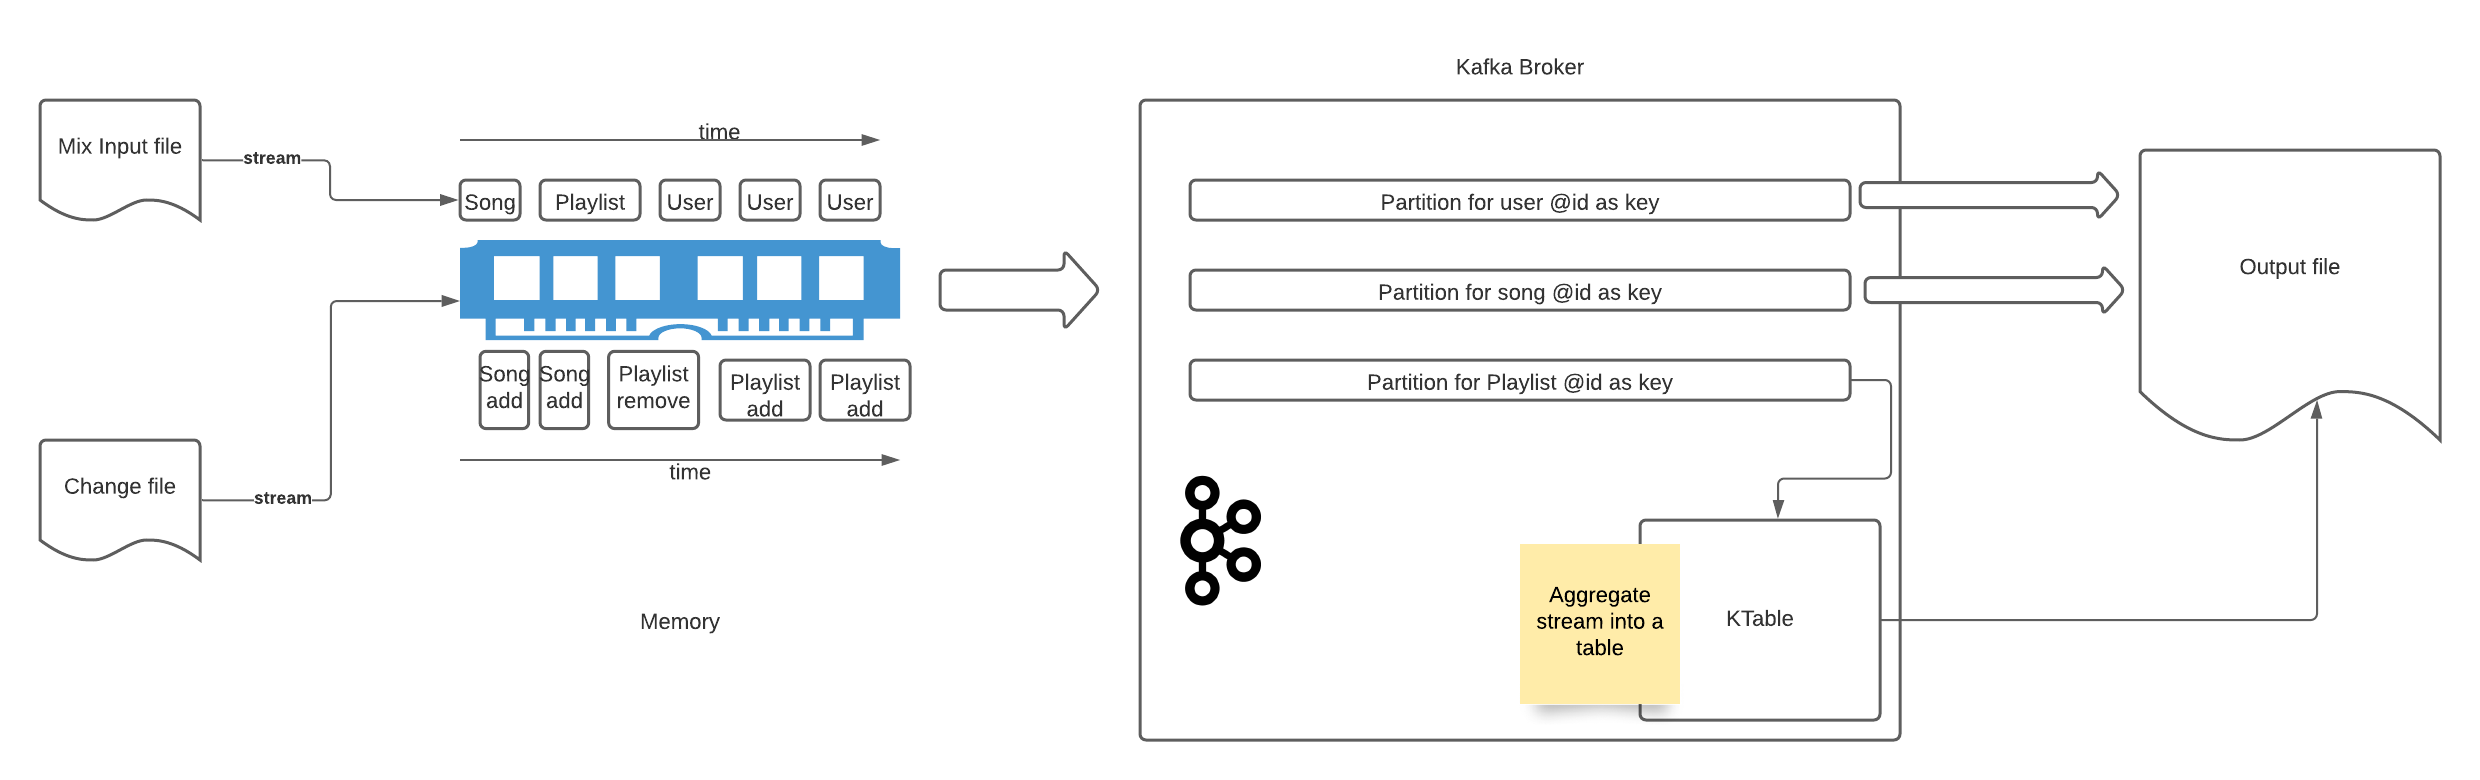 Kafka Broker
Mix Input file
stream
time
Song
Playlist
User
User
User
Song
add
Song
add
Playlist
remove
Playlist
add
Playlist
add
time
Change file
stream
Memory
Partition for user @id as key
Partition for song @id as key
Partition for Playlist @id as key
Aggregate
stream into a
table
KTable
Output file